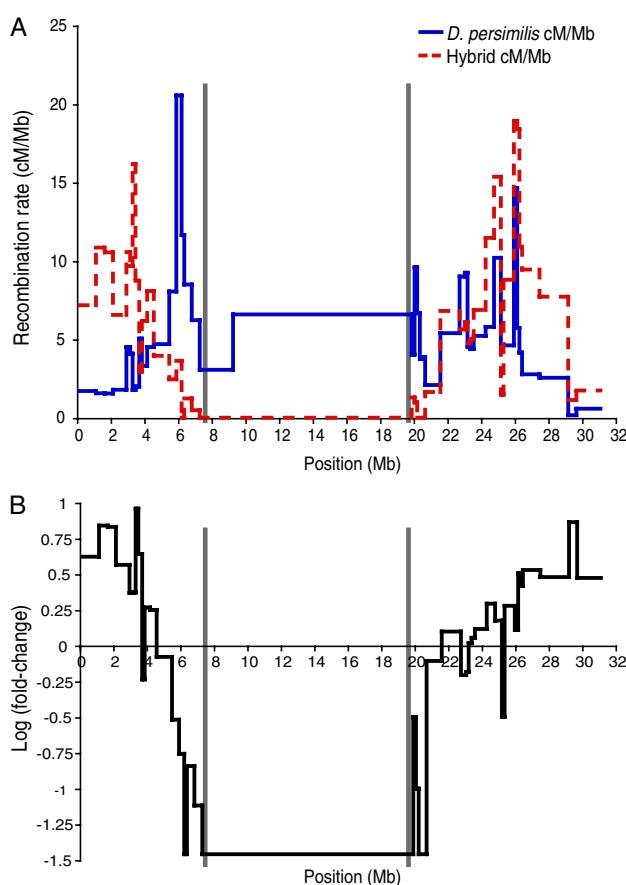 A
D. persimilis cM/Mb
Hybrid cM/Mb
Recombination rate (cM/Mb)
25
20
15
10
5
0
0 2 4 6 8 10 12 14 16 18 20 22 24 26 28 30 32
Position (Mb)
B
Log (fold-change)
1
0.75
0.5
0.25
0
-0.25
-0.5
-0.75
-1
-1.25
-1.5
0 2 4 6 8 10 12 14 16 18 20 22 24 26 28 30 32
Position (Mb)